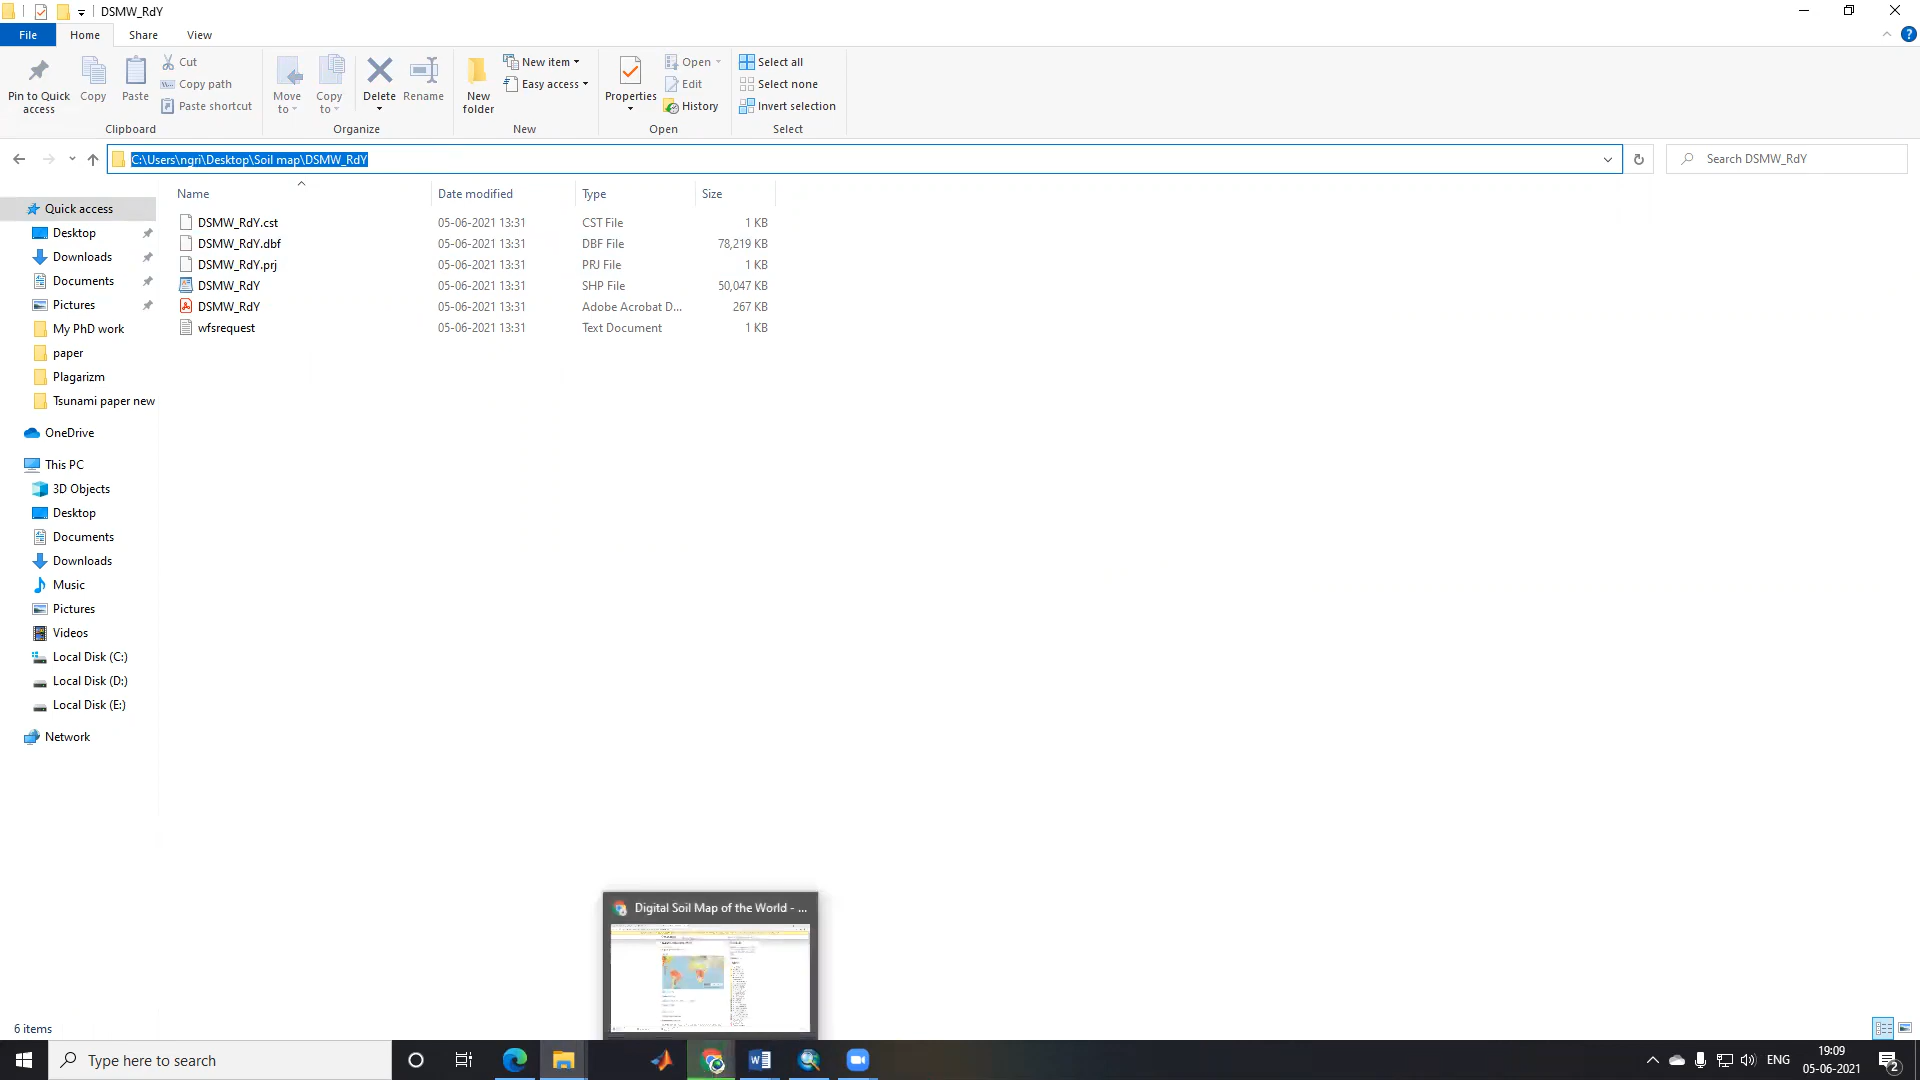 DSMW_RdY
File Home Share View
Pin to Quick access
Copy
Paste
Cut
Copy path
Paste shortcut
Clipboard
Move to
Copy to
Delete
Rename
Organize
New folder
New item
Easy access
New
Properties
Open
Edit
History
Open
Select all
Select none
Invert selection
Select
C:\Users\ngri\Desktop\Soil map\DSMW_RdY
Search DSMW_RdY
Name Date modified Type Size
DSMW_RdY.cst 05-06-2021 13:31 CST File 1 KB
DSMW_RdY.dbf 05-06-2021 13:31 DBF File 78,219 KB
DSMW_RdY.prj 05-06-2021 13:31 PRJ File 1 KB
DSMW_RdY 05-06-2021 13:31 SHP File 50,047 KB
DSMW_RdY 05-06-2021 13:31 Adobe Acrobat D... 267 KB
wfsrequest 05-06-2021 13:31 Text Document 1 KB
Quick access
Desktop
Downloads
Documents
Pictures
My PhD work
paper
Plagarizm
Tsunami paper new
OneDrive
This PC
3D Objects
Desktop
Documents
Downloads
Music
Pictures
Videos
Local Disk (C:)
Local Disk (D:)
Local Disk (E:)
Network
Digital Soil Map of the World - ...
6 items
Type here to search
ENG
19:09
05-06-2021
2